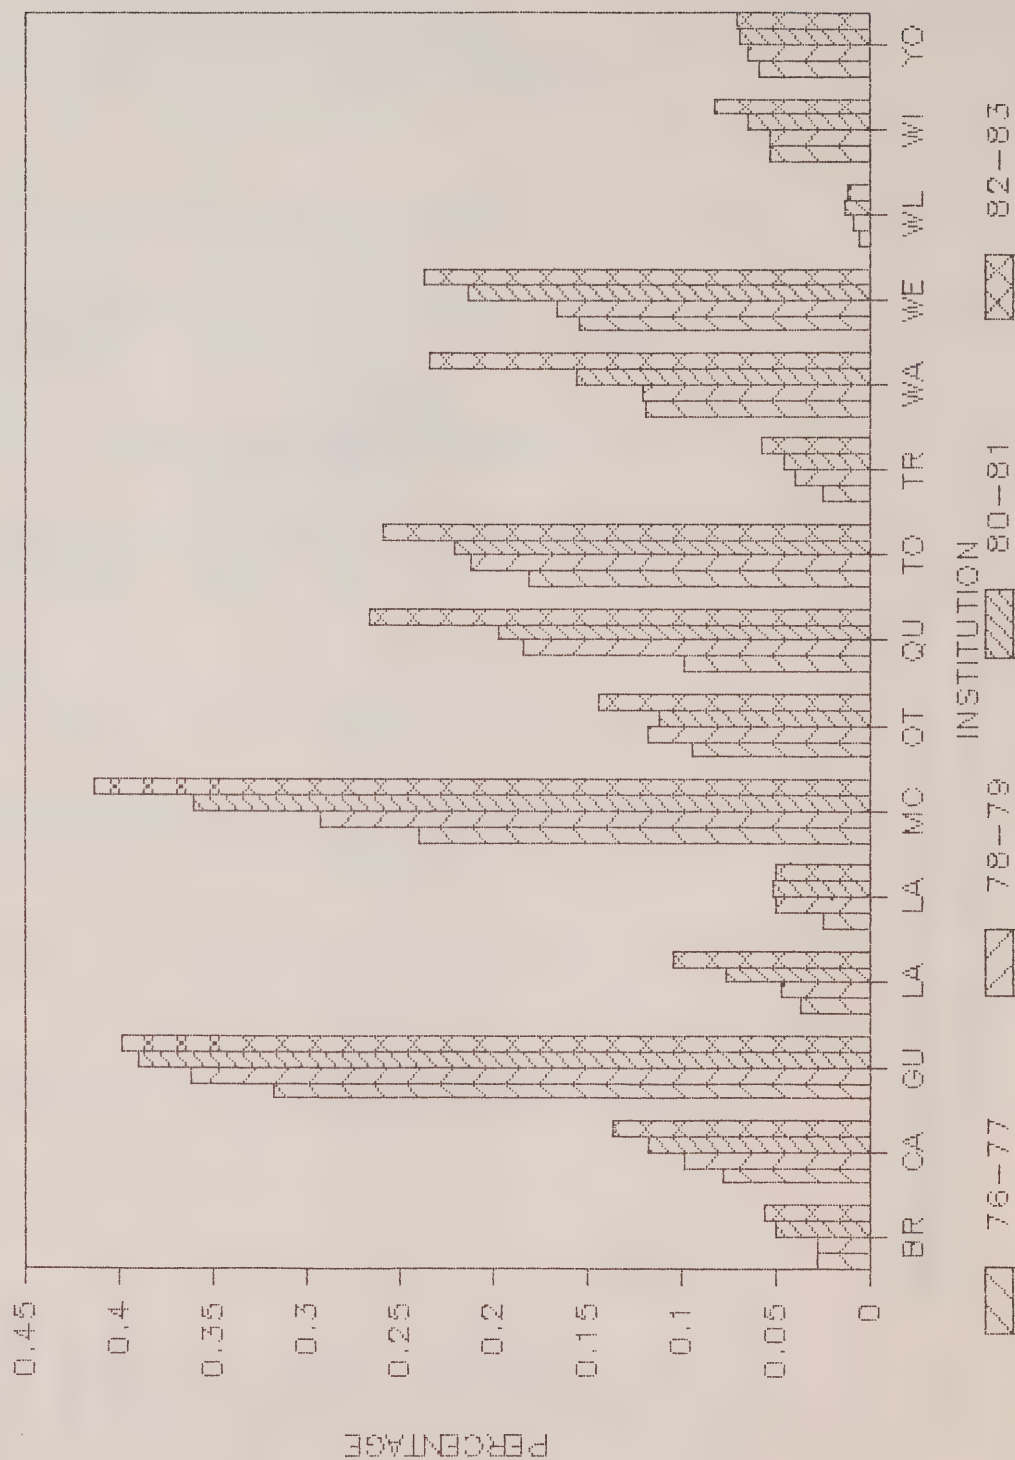 PERCENTAGE
0.45
0.4
0.35
0.3
0.25
0.2
0.15
0.1
0.05
0
BR CA GU LA LA MC OT QU TO TR WA WE WL WI YO
INSTITUTION
76-77 78-79 80-81 82-83